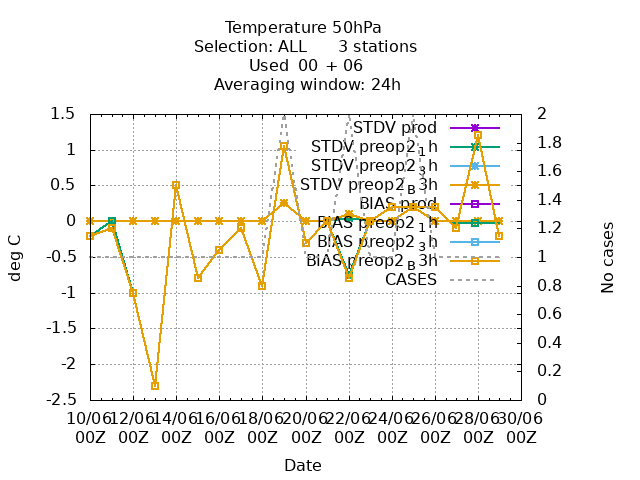 Temperature 50hPa
Selection: ALL 3 stations
Used 00 + 06
Averaging window: 24h
1.5
1
0.5
0
-0.5
-1
-1.5
-2
-2.5
2
1.8
1.6
1.4
1.2
1
0.8
0.6
0.4
0.2
0
deg C
No cases
STDV prod
STDV preop2₁h
STDV preop2₃h
STDV preop2_B3h
BIAS prod
BIAS preop2₁h
BIAS preop2₃h
BIAS preop2_B3h
CASES
10/06 12/06 14/06 16/06 18/06 20/06 22/06 24/06 26/06 28/06 30/06
00Z 00Z 00Z 00Z 00Z 00Z 00Z 00Z 00Z 00Z 00Z
Date